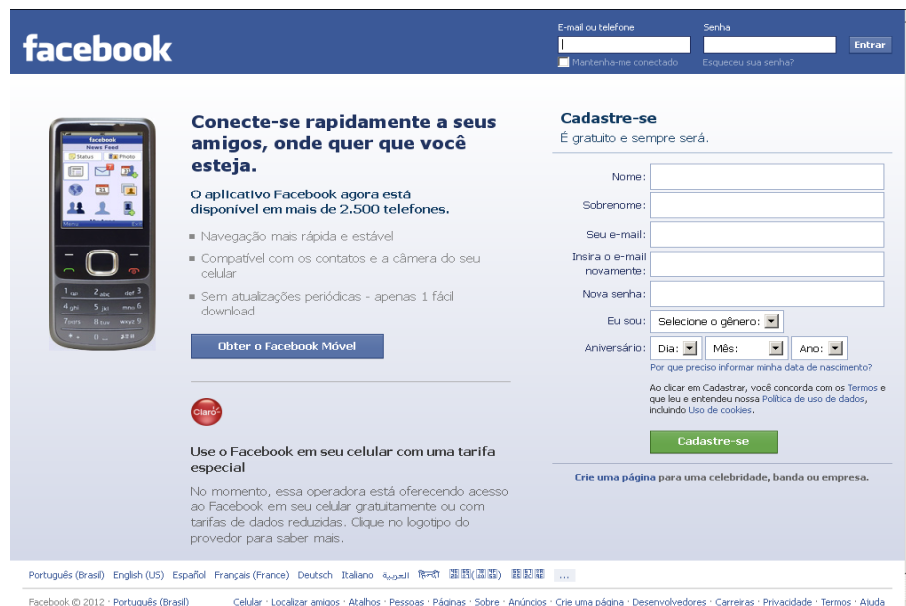 facebook
E-mail ou telefone
Senha
Entrar
Mantenha-me conectado
Esqueceu sua senha?
facebook
News Feed
Status
Photo
Menu
Exit
Conecte-se rapidamente a seus
amigos, onde quer que você
esteja.
O aplicativo Facebook agora está
disponível em mais de 2.500 telefones.
Navegação mais rápida e estável
Compatível com os contatos e a câmera do seu
celular
Sem atualizações periódicas - apenas 1 fácil
download
Obter o Facebook Móvel
Claro
Use o Facebook em seu celular com uma tarifa
especial
No momento, essa operadora está oferecendo acesso
ao Facebook em seu celular gratuitamente ou com
tarifas de dados reduzidas. Clique no logotipo do
provedor para saber mais.
Cadastre-se
É gratuito e sempre será.
Nome:
Sobrenome:
Seu e-mail:
Insira o e-mail
novamente:
Nova senha:
Eu sou: Selecione o gênero:
Aniversário: Dia: Mês: Ano:
Por que preciso informar minha data de nascimento?
Ao clicar em Cadastrar, você concorda com os Termos e
que leu e entendeu nossa Política de uso de dados,
incluindo Uso de cookies.
Cadastre-se
Crie uma página para uma celebridade, banda ou empresa.
Português (Brasil) English (US) Español Français (France) Deutsch Italiano العربية हिन्दी ...
Facebook © 2012 · Português (Brasil)
Celular · Localizar amigos · Atalhos · Pessoas · Páginas · Sobre · Anúncios · Crie uma página · Desenvolvedores · Carreiras · Privacidade · Termos · Ajuda